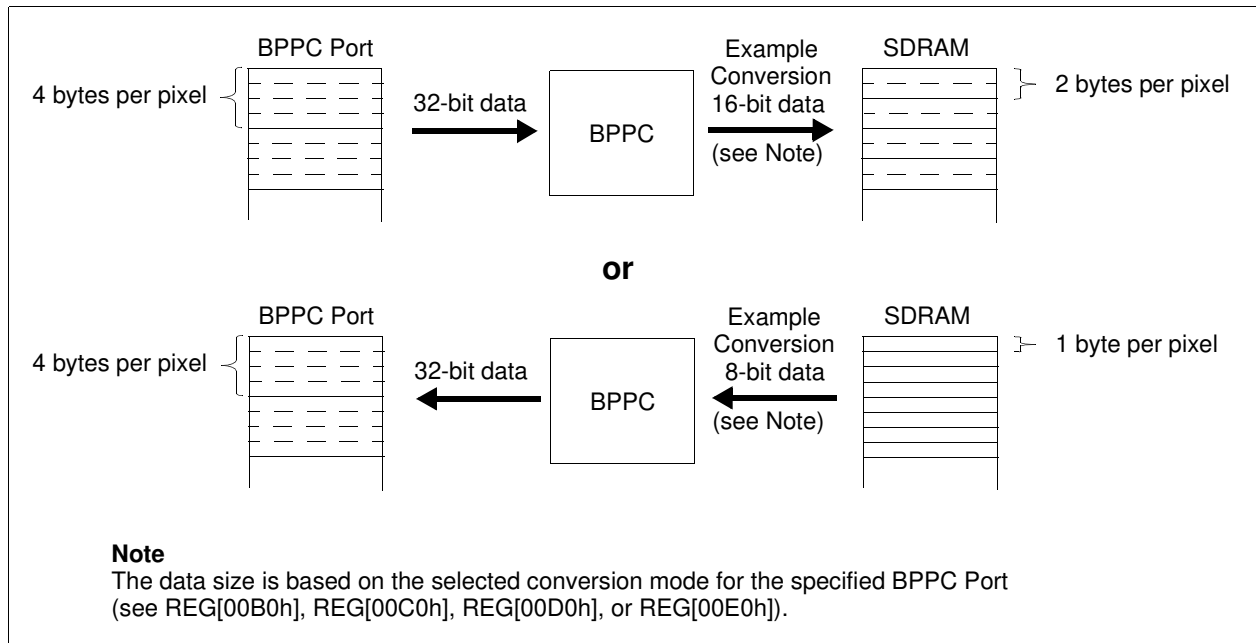 BPPC Port
4 bytes per pixel
32-bit data
BPPC
Example
Conversion
16-bit data
(see Note)
SDRAM
2 bytes per pixel
or
BPPC Port
4 bytes per pixel
32-bit data
BPPC
Example
Conversion
8-bit data
(see Note)
SDRAM
1 byte per pixel
Note
The data size is based on the selected conversion mode for the specified BPPC Port
(see REG[00B0h], REG[00C0h], REG[00D0h], or REG[00E0h]).